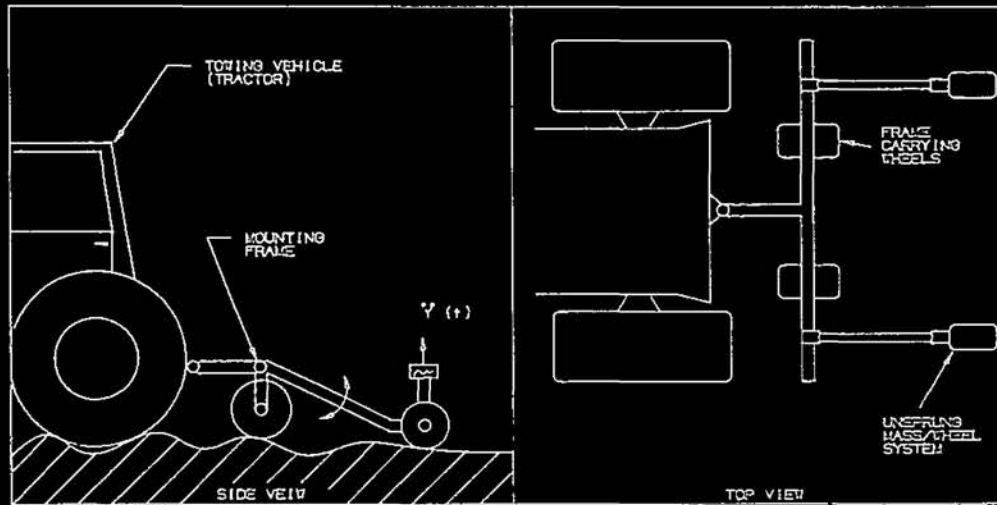 TOWING VEHICLE
(TRACTOR)
MOUNTING
FRAME
Y (t)
SIDE VEIW
FRAME
CARRYING
WHEELS
UNSPRUNG
MASS/WHEEL
SYSTEM
TOP VIEW